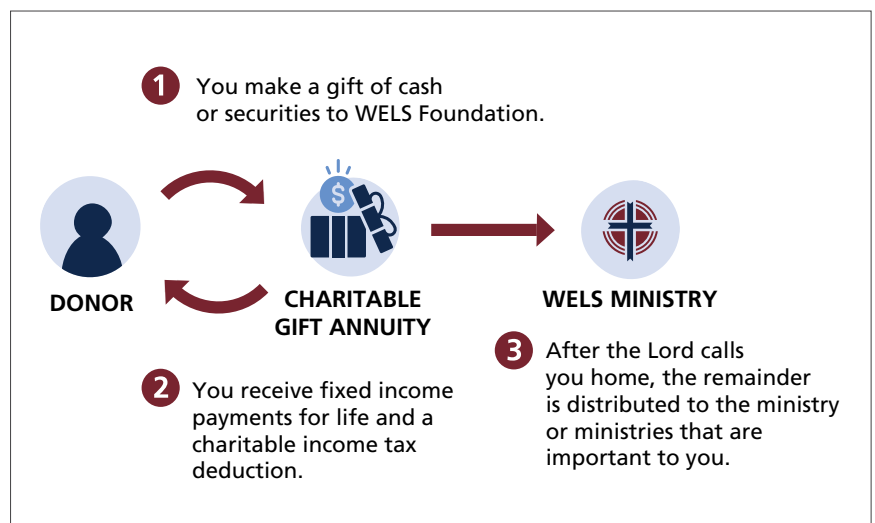 1 You make a gift of cash
or securities to WELS Foundation.
$
DONOR
CHARITABLE
GIFT ANNUITY
WELS MINISTRY
2 You receive fixed income
payments for life and a
charitable income tax
deduction.
3 After the Lord calls
you home, the remainder
is distributed to the ministry
or ministries that are
important to you.